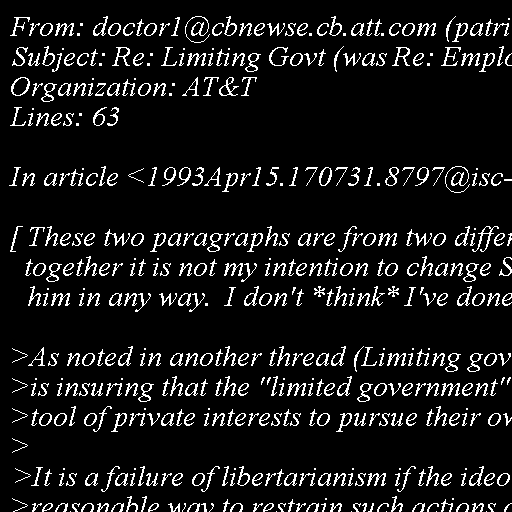 From: doctor1@cbnewse.cb.att.com (patri
Subject: Re: Limiting Govt (was Re: Emplo
Organization: AT&T
Lines: 63

In article <1993Apr15.170731.8797@isc-

[ These two paragraphs are from two differ
  together it is not my intention to change S
  him in any way.  I don't *think* I've done

>As noted in another thread (Limiting gov
>is insuring that the "limited government"
>tool of private interests to pursue their ow
>
>It is a failure of libertarianism if the ideo
>reasonable way to restrain such actions o